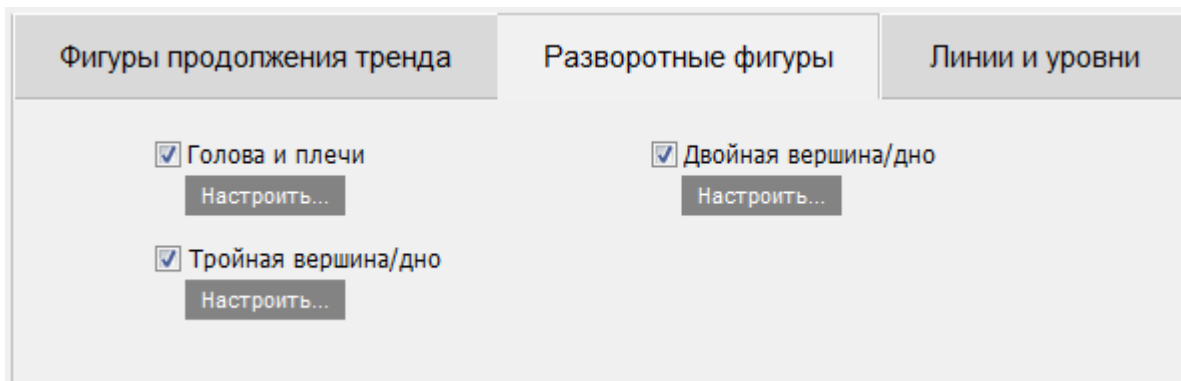 Фигуры продолжения тренда
Разворотные фигуры
Линии и уровни
Голова и плечи
Двойная вершина/дно
Настроить...
Настроить...
Тройная вершина/дно
Настроить...